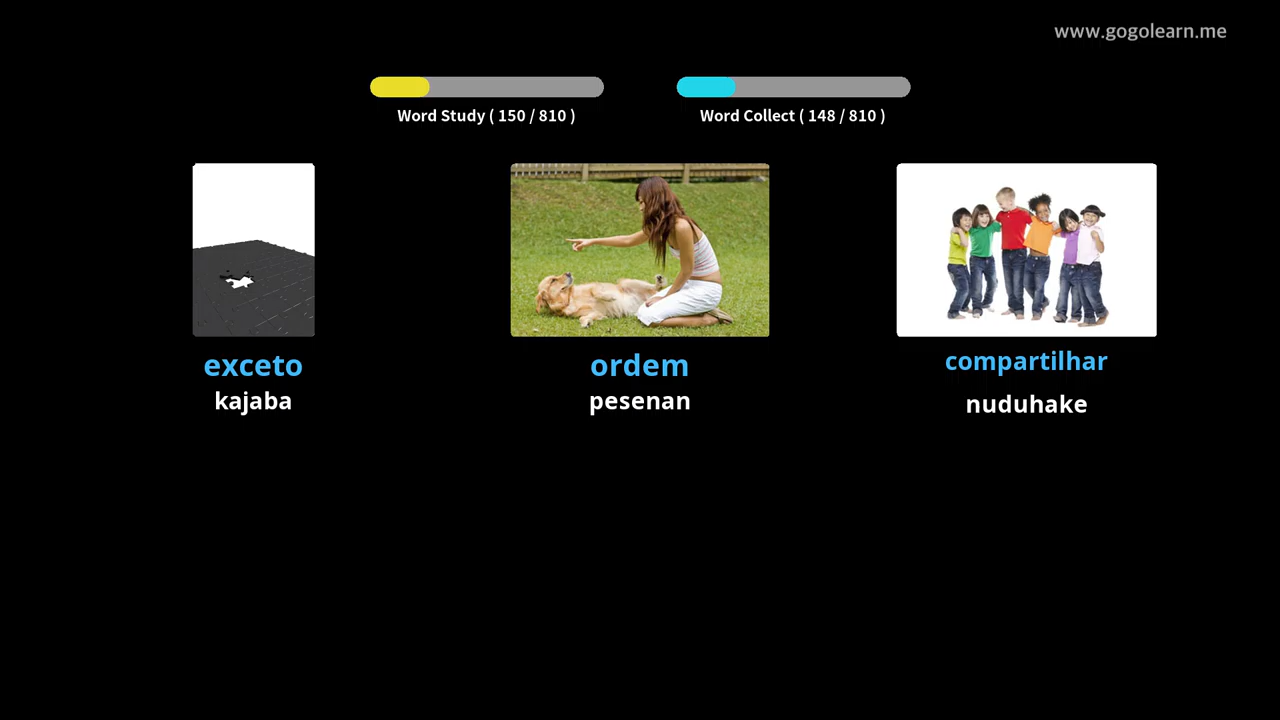 www.gogolearn.me
Word Study ( 150 / 810 )
Word Collect ( 148 / 810 )
exceto
kajaba
ordem
pesenan
compartilhar
nuduhake